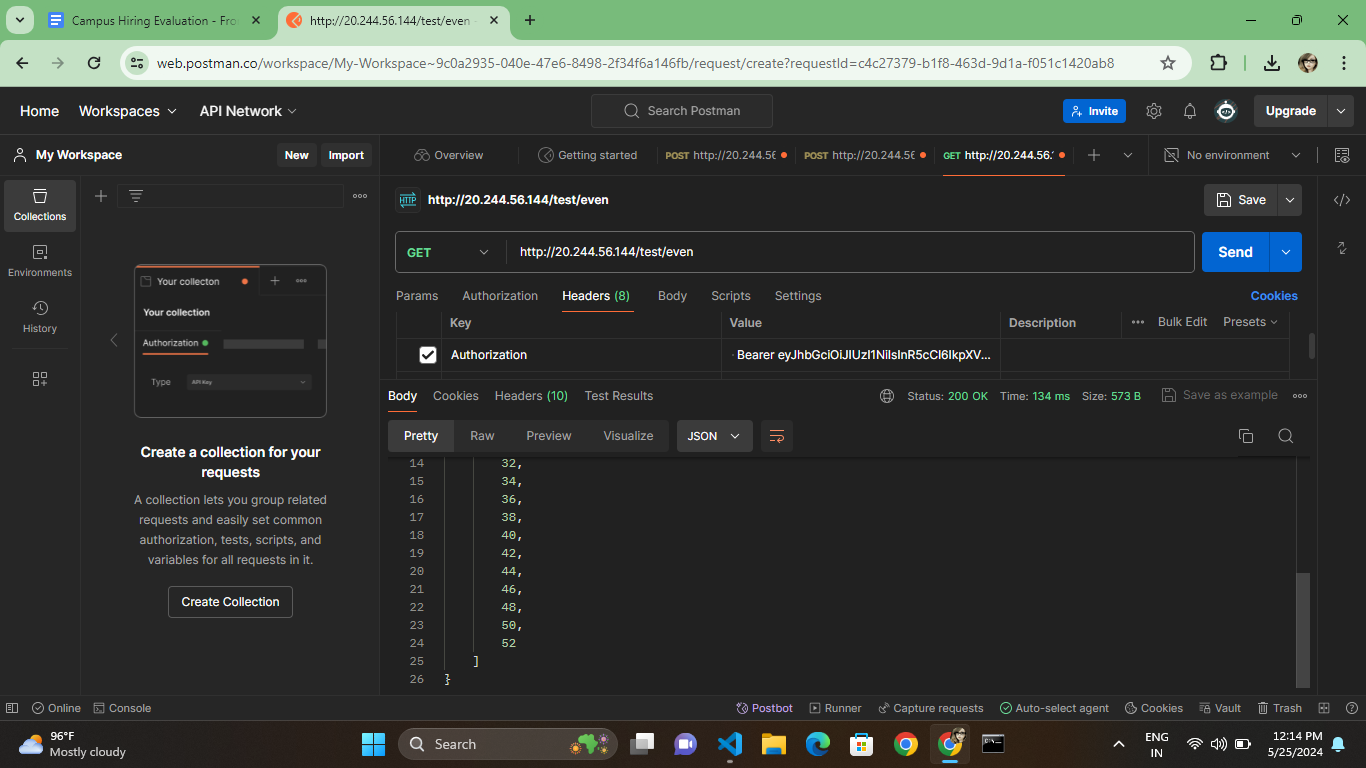 Campus Hiring Evaluation - Fro
http://20.244.56.144/test/even
web.postman.co/workspace/My-Workspace~9c0a2935-040e-47e6-8498-2f34f6a146fb/request/create?requestId=c4c27379-b1f8-463d-9d1a-f051c1420ab8
Home Workspaces API Network Search Postman Invite Upgrade
My Workspace New Import Overview Getting started POST http://20.244.56 POST http://20.244.56 GET http://20.244.56. No environment
Collections
Environments
History
Your collecton
Your collection
Authorization
Type API Key
Create a collection for your
requests
A collection lets you group related
requests and easily set common
authorization, tests, scripts, and
variables for all requests in it.
Create Collection
HTTP http://20.244.56.144/test/even Save
GET http://20.244.56.144/test/even Send
Params Authorization Headers (8) Body Scripts Settings Cookies
Key Value Description Bulk Edit Presets
Authorization Bearer eyJhbGciOiJIUzI1NiIsInR5cCI6IkpXV...
Body Cookies Headers (10) Test Results Status: 200 OK Time: 134 ms Size: 573 B Save as example
Pretty Raw Preview Visualize JSON
14 32,
15 34,
16 36,
17 38,
18 40,
19 42,
20 44,
21 46,
22 48,
23 50,
24 52
25 ]
26 }
Online Console Postbot Runner Capture requests Auto-select agent Cookies Vault Trash
96°F
Mostly cloudy
Search
ENG
IN
12:14 PM
5/25/2024